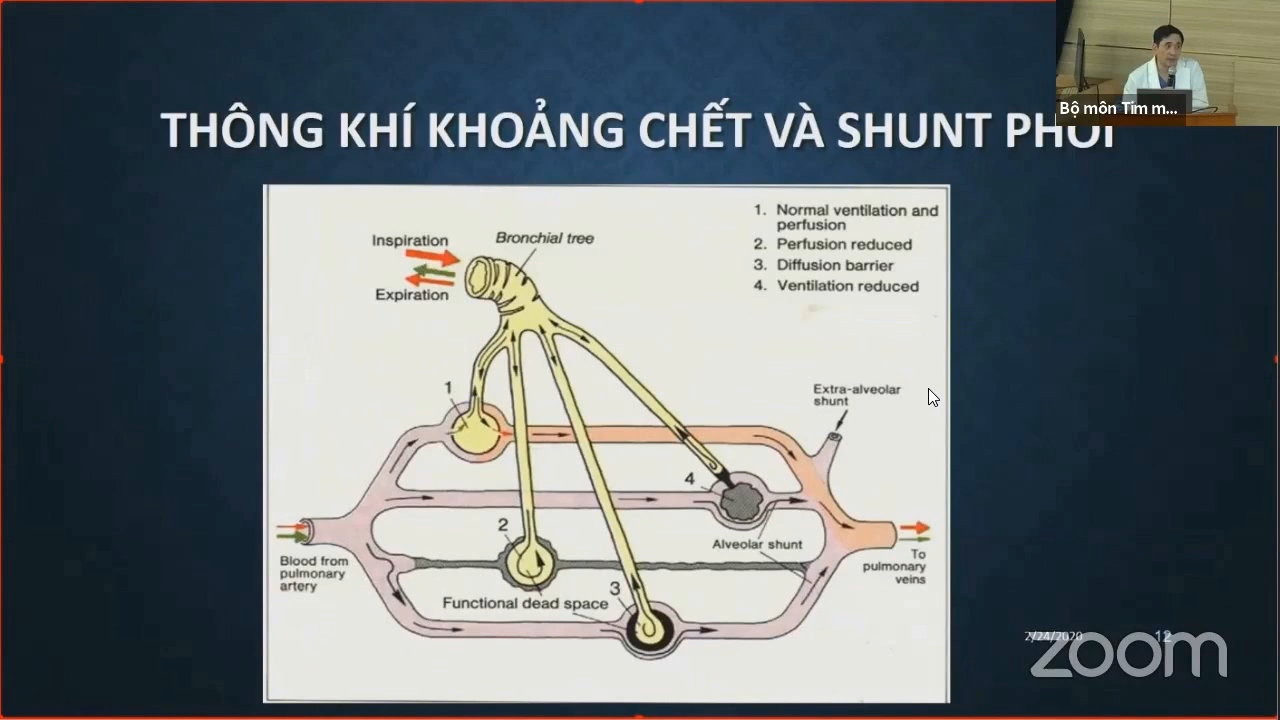 Bộ môn Tim m...
THÔNG KHÍ KHOẢNG CHẾT VÀ SHUNT PHỔI
1. Normal ventilation and
perfusion
2. Perfusion reduced
3. Diffusion barrier
4. Ventilation reduced
Bronchial tree
Inspiration
Expiration
1
Extra-alveolar
shunt
4
2
Alveolar shunt
To
pulmonary
veins
Blood from
pulmonary
artery
3
Functional dead space
2/24/2020
12
zoom